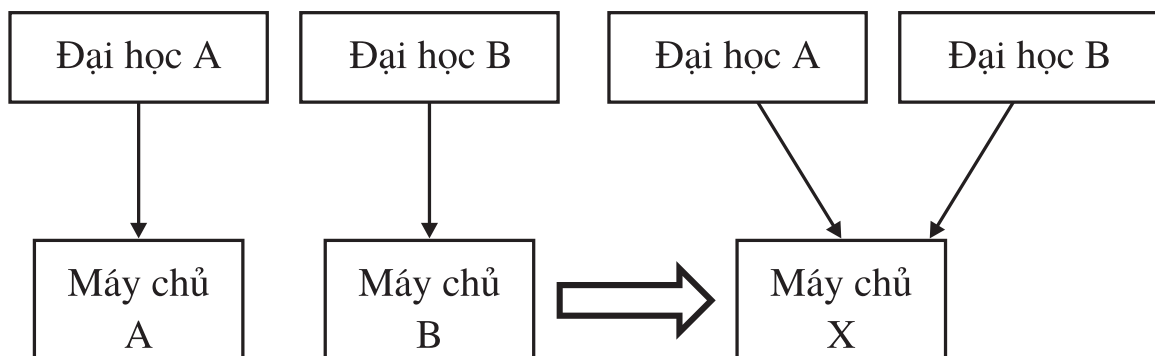 Đại học A
Đại học B
Đại học A
Đại học B
Máy chủ
A
Máy chủ
B
Máy chủ
X